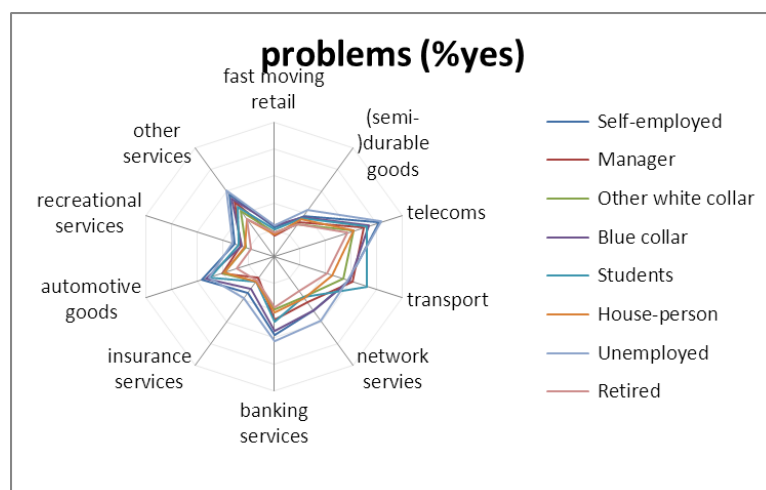 problems (%yes)
fast moving
retail
(semi-
)durable
goods
telecoms
transport
network
servies
banking
services
insurance
services
automotive
goods
recreational
services
other
services
Self-employed
Manager
Other white collar
Blue collar
Students
House-person
Unemployed
Retired